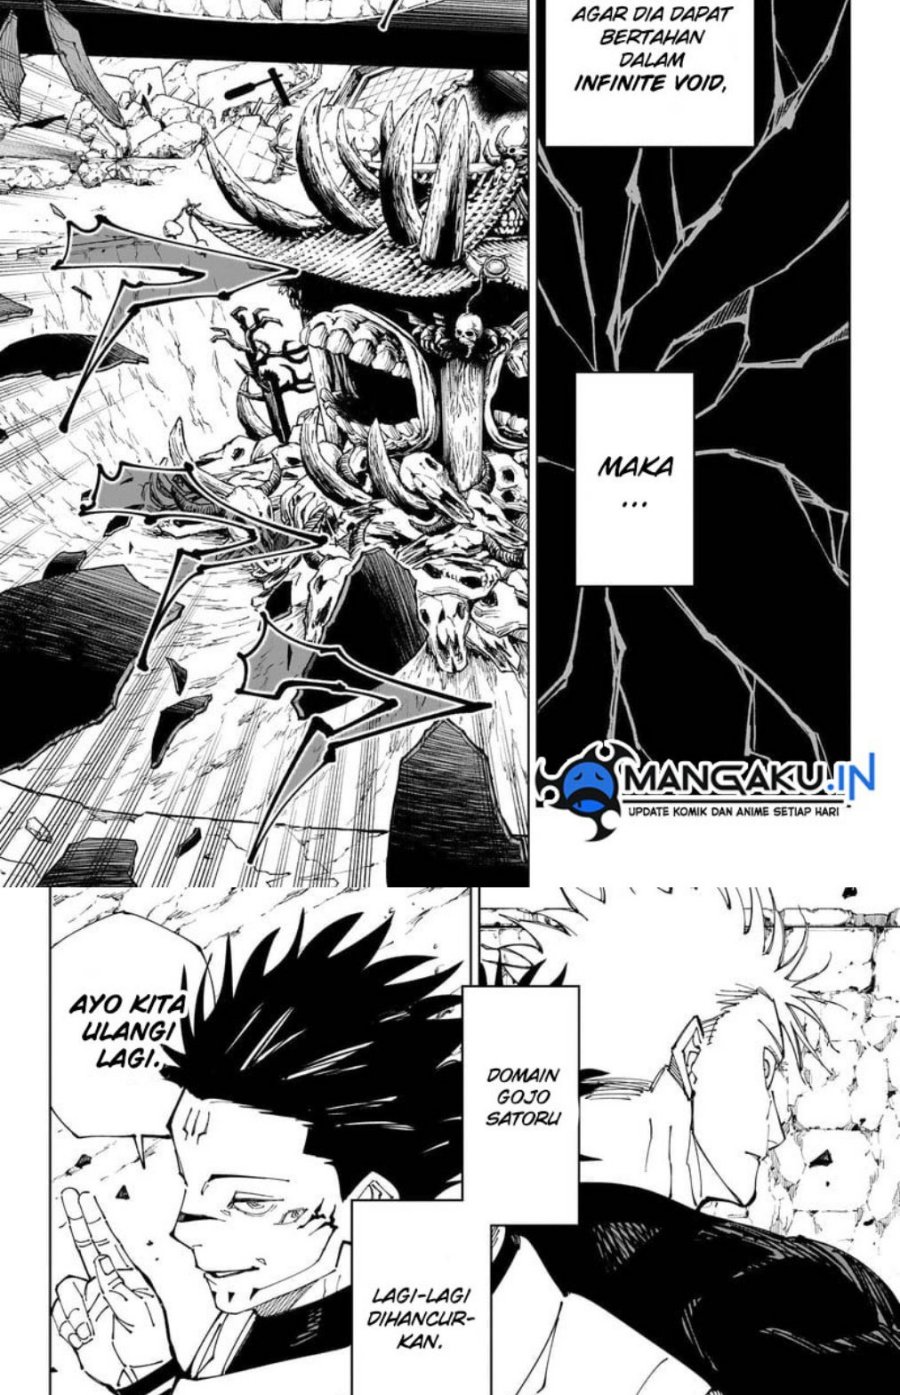 AGAR DIA DAPAT
BERTAHAN
DALAM
INFINITE VOID,
MAKA
...
MANGAKU.IN
UPDATE KOMIK DAN ANIME SETIAP HARI
AYO KITA
ULANGI
LAGI.
DOMAIN
GOJO
SATORU
LAGI-LAGI
DIHANCUR-
KAN.